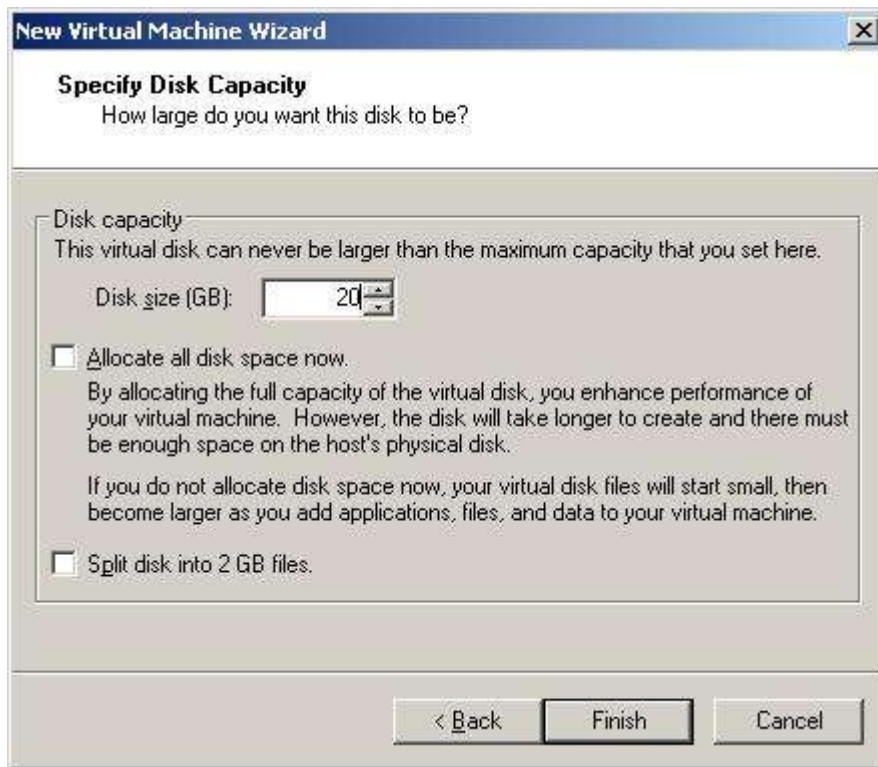 New Virtual Machine Wizard
Specify Disk Capacity
How large do you want this disk to be?
Disk capacity
This virtual disk can never be larger than the maximum capacity that you set here.
Disk size (GB): 20
Allocate all disk space now.
By allocating the full capacity of the virtual disk, you enhance performance of
your virtual machine. However, the disk will take longer to create and there must
be enough space on the host's physical disk.
If you do not allocate disk space now, your virtual disk files will start small, then
become larger as you add applications, files, and data to your virtual machine.
Split disk into 2 GB files.
< Back Finish Cancel